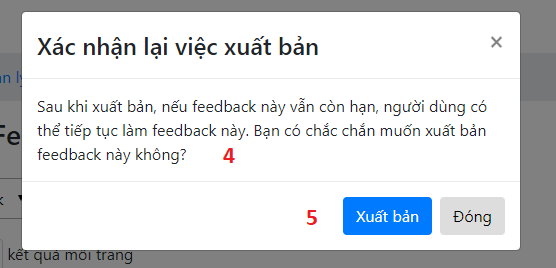 Xác nhận lại việc xuất bản ×
Sau khi xuất bản, nếu feedback này vẫn còn hạn, người dùng có
thể tiếp tục làm feedback này. Bạn có chắc chắn muốn xuất bản
feedback này không? 4
5 Xuất bản Đóng
kết quả mỗi trang